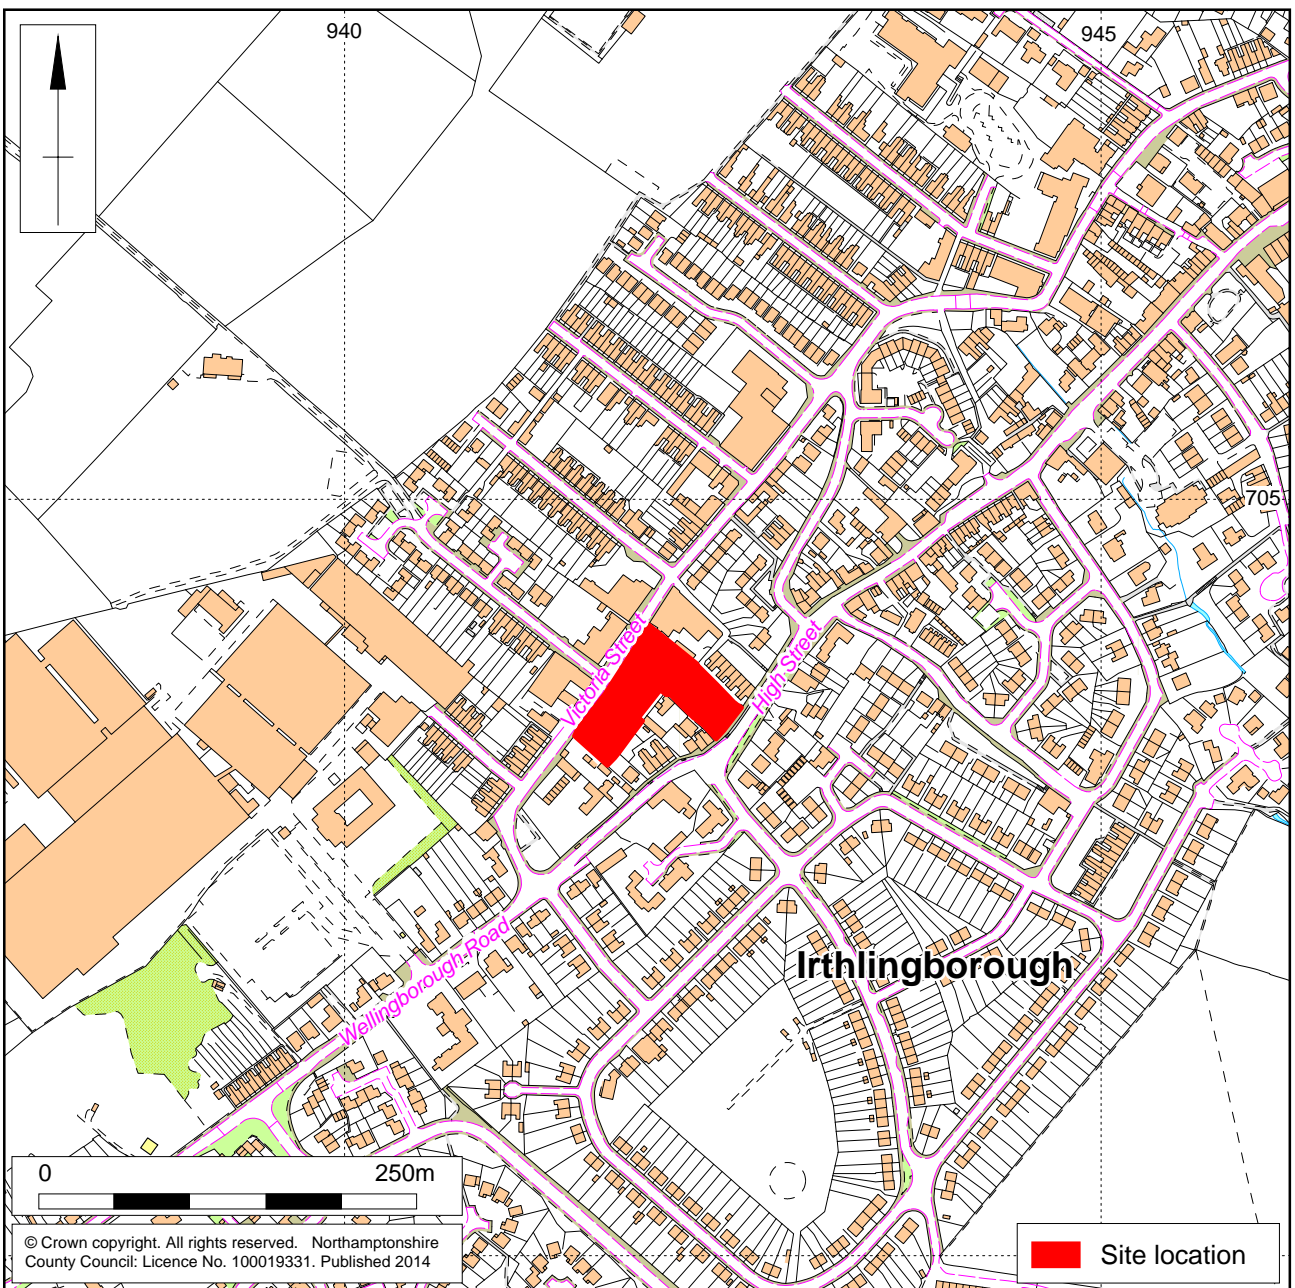 940
945
705
Victoria Street
High Street
Wellingborough Road
Irthlingborough
0 250m
© Crown copyright. All rights reserved. Northamptonshire
County Council: Licence No. 100019331. Published 2014
Site location